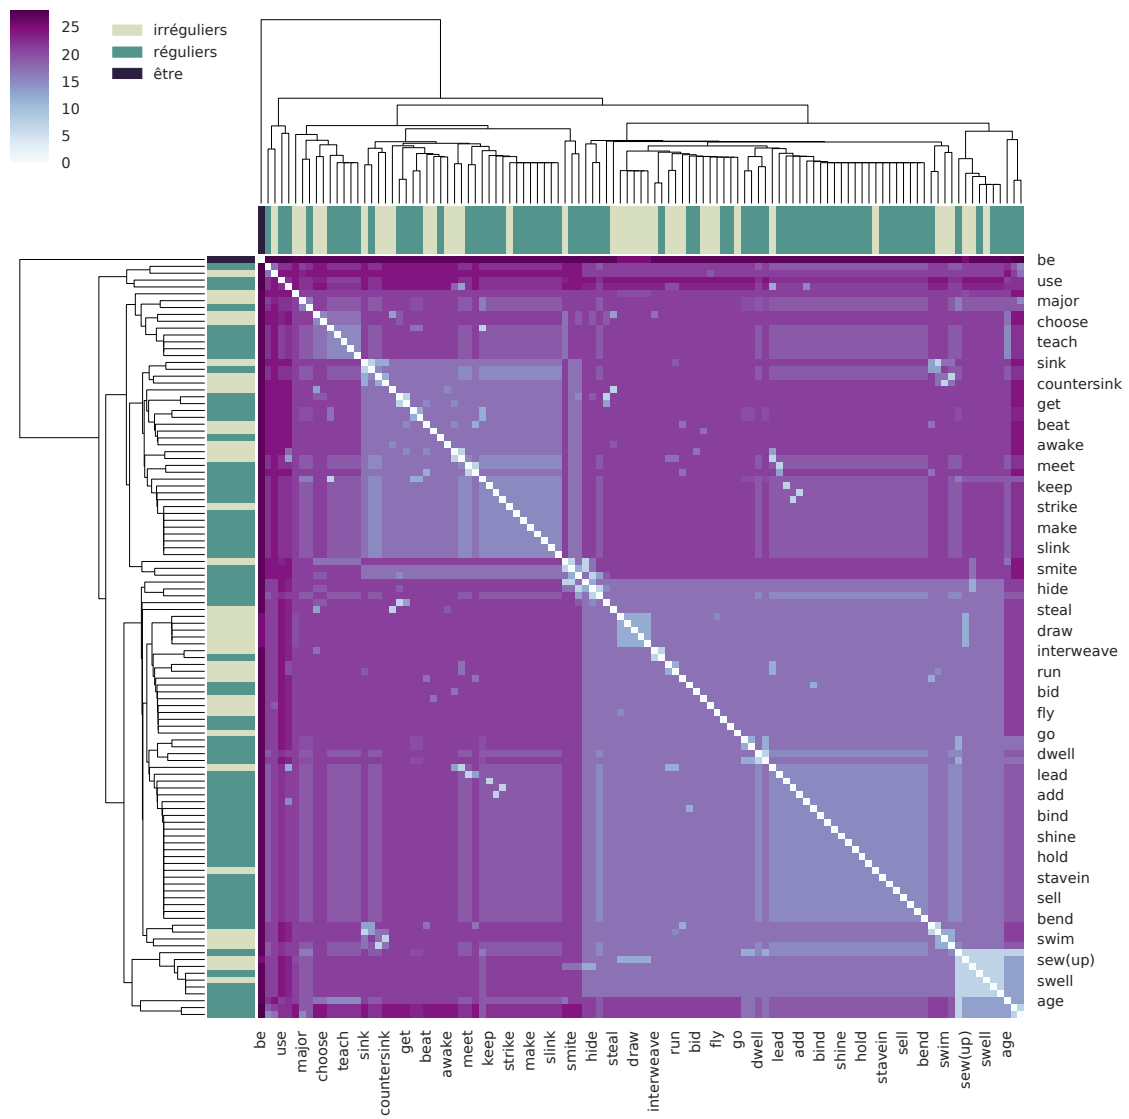 25
20
15
10
5
0
irréguliers
réguliers
être
be
use
major
choose
teach
sink
countersink
get
beat
awake
meet
keep
strike
make
slink
smite
hide
steal
draw
interweave
run
bid
fly
go
dwell
lead
add
bind
shine
hold
stavein
sell
bend
swim
sew(up)
swell
age
be
use
major
choose
teach
sink
countersink
get
beat
awake
meet
keep
strike
make
slink
smite
hide
steal
draw
interweave
run
bid
fly
go
dwell
lead
add
bind
shine
hold
stavein
sell
bend
swim
sew(up)
swell
age